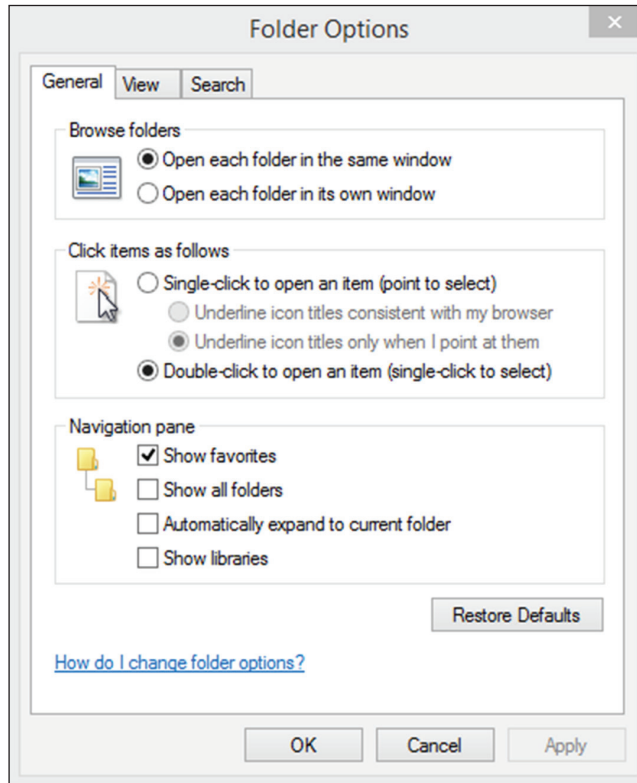 Folder Options
General View Search
Browse folders
Open each folder in the same window
Open each folder in its own window
Click items as follows
Single-click to open an item (point to select)
Underline icon titles consistent with my browser
Underline icon titles only when I point at them
Double-click to open an item (single-click to select)
Navigation pane
Show favorites
Show all folders
Automatically expand to current folder
Show libraries
Restore Defaults
How do I change folder options?
OK Cancel Apply